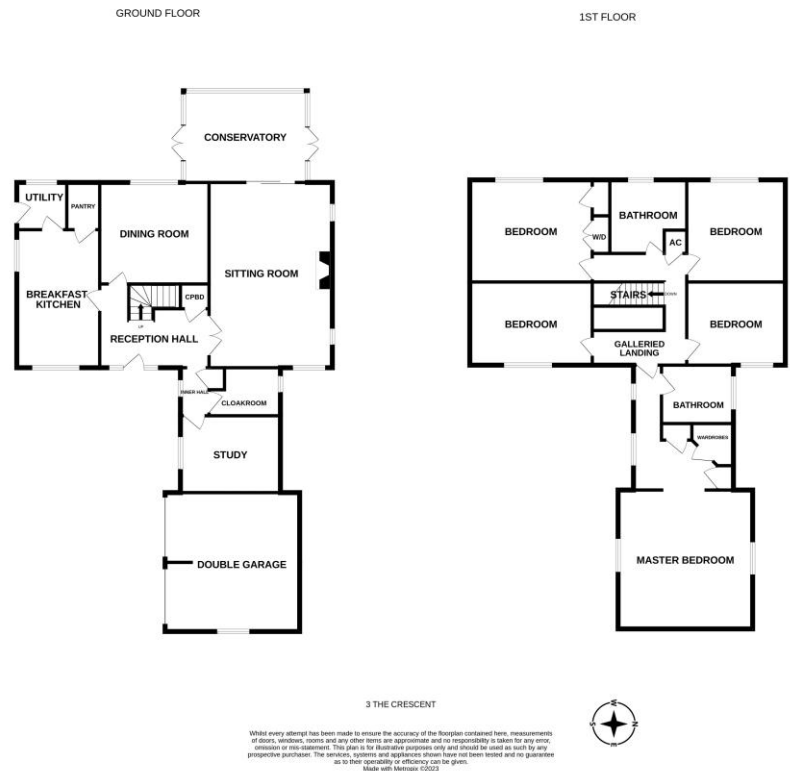 GROUND FLOOR
1ST FLOOR
CONSERVATORY
UTILITY
PANTRY
DINING ROOM
SITTING ROOM
BREAKFAST
KITCHEN
CPBD
UP
RECEPTION HALL
INNER HALL
CLOAKROOM
STUDY
DOUBLE GARAGE
BEDROOM
BATHROOM
BEDROOM
W/D
AC
STAIRS
DOWN
BEDROOM
BEDROOM
GALLERIED
LANDING
BATHROOM
WARDROBES
MASTER BEDROOM
3 THE CRESCENT
W
N
S
E
Whilst every attempt has been made to ensure the accuracy of the floorplan contained here, measurements
of doors, windows, rooms and any other items are approximate and no responsibility is taken for any error,
omission or mis-statement. This plan is for illustrative purposes only and should be used as such by any
prospective purchaser. The services, systems and appliances shown have not been tested and no guarantee
as to their operability or efficiency can be given.
Made with Metropix ©2023